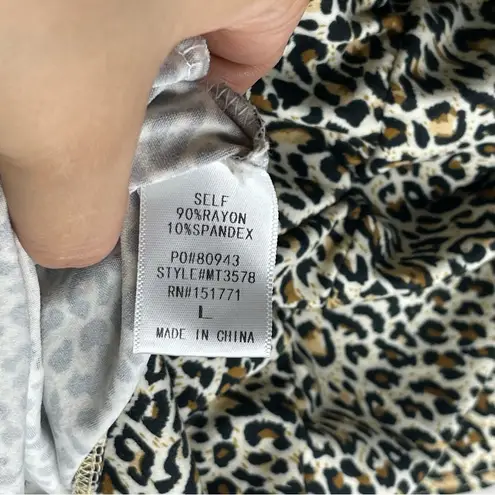 SELF
90%RAYON
10%SPANDEX
PO#80943
STYLE#MT3578
RN#151771
L
MADE IN CHINA